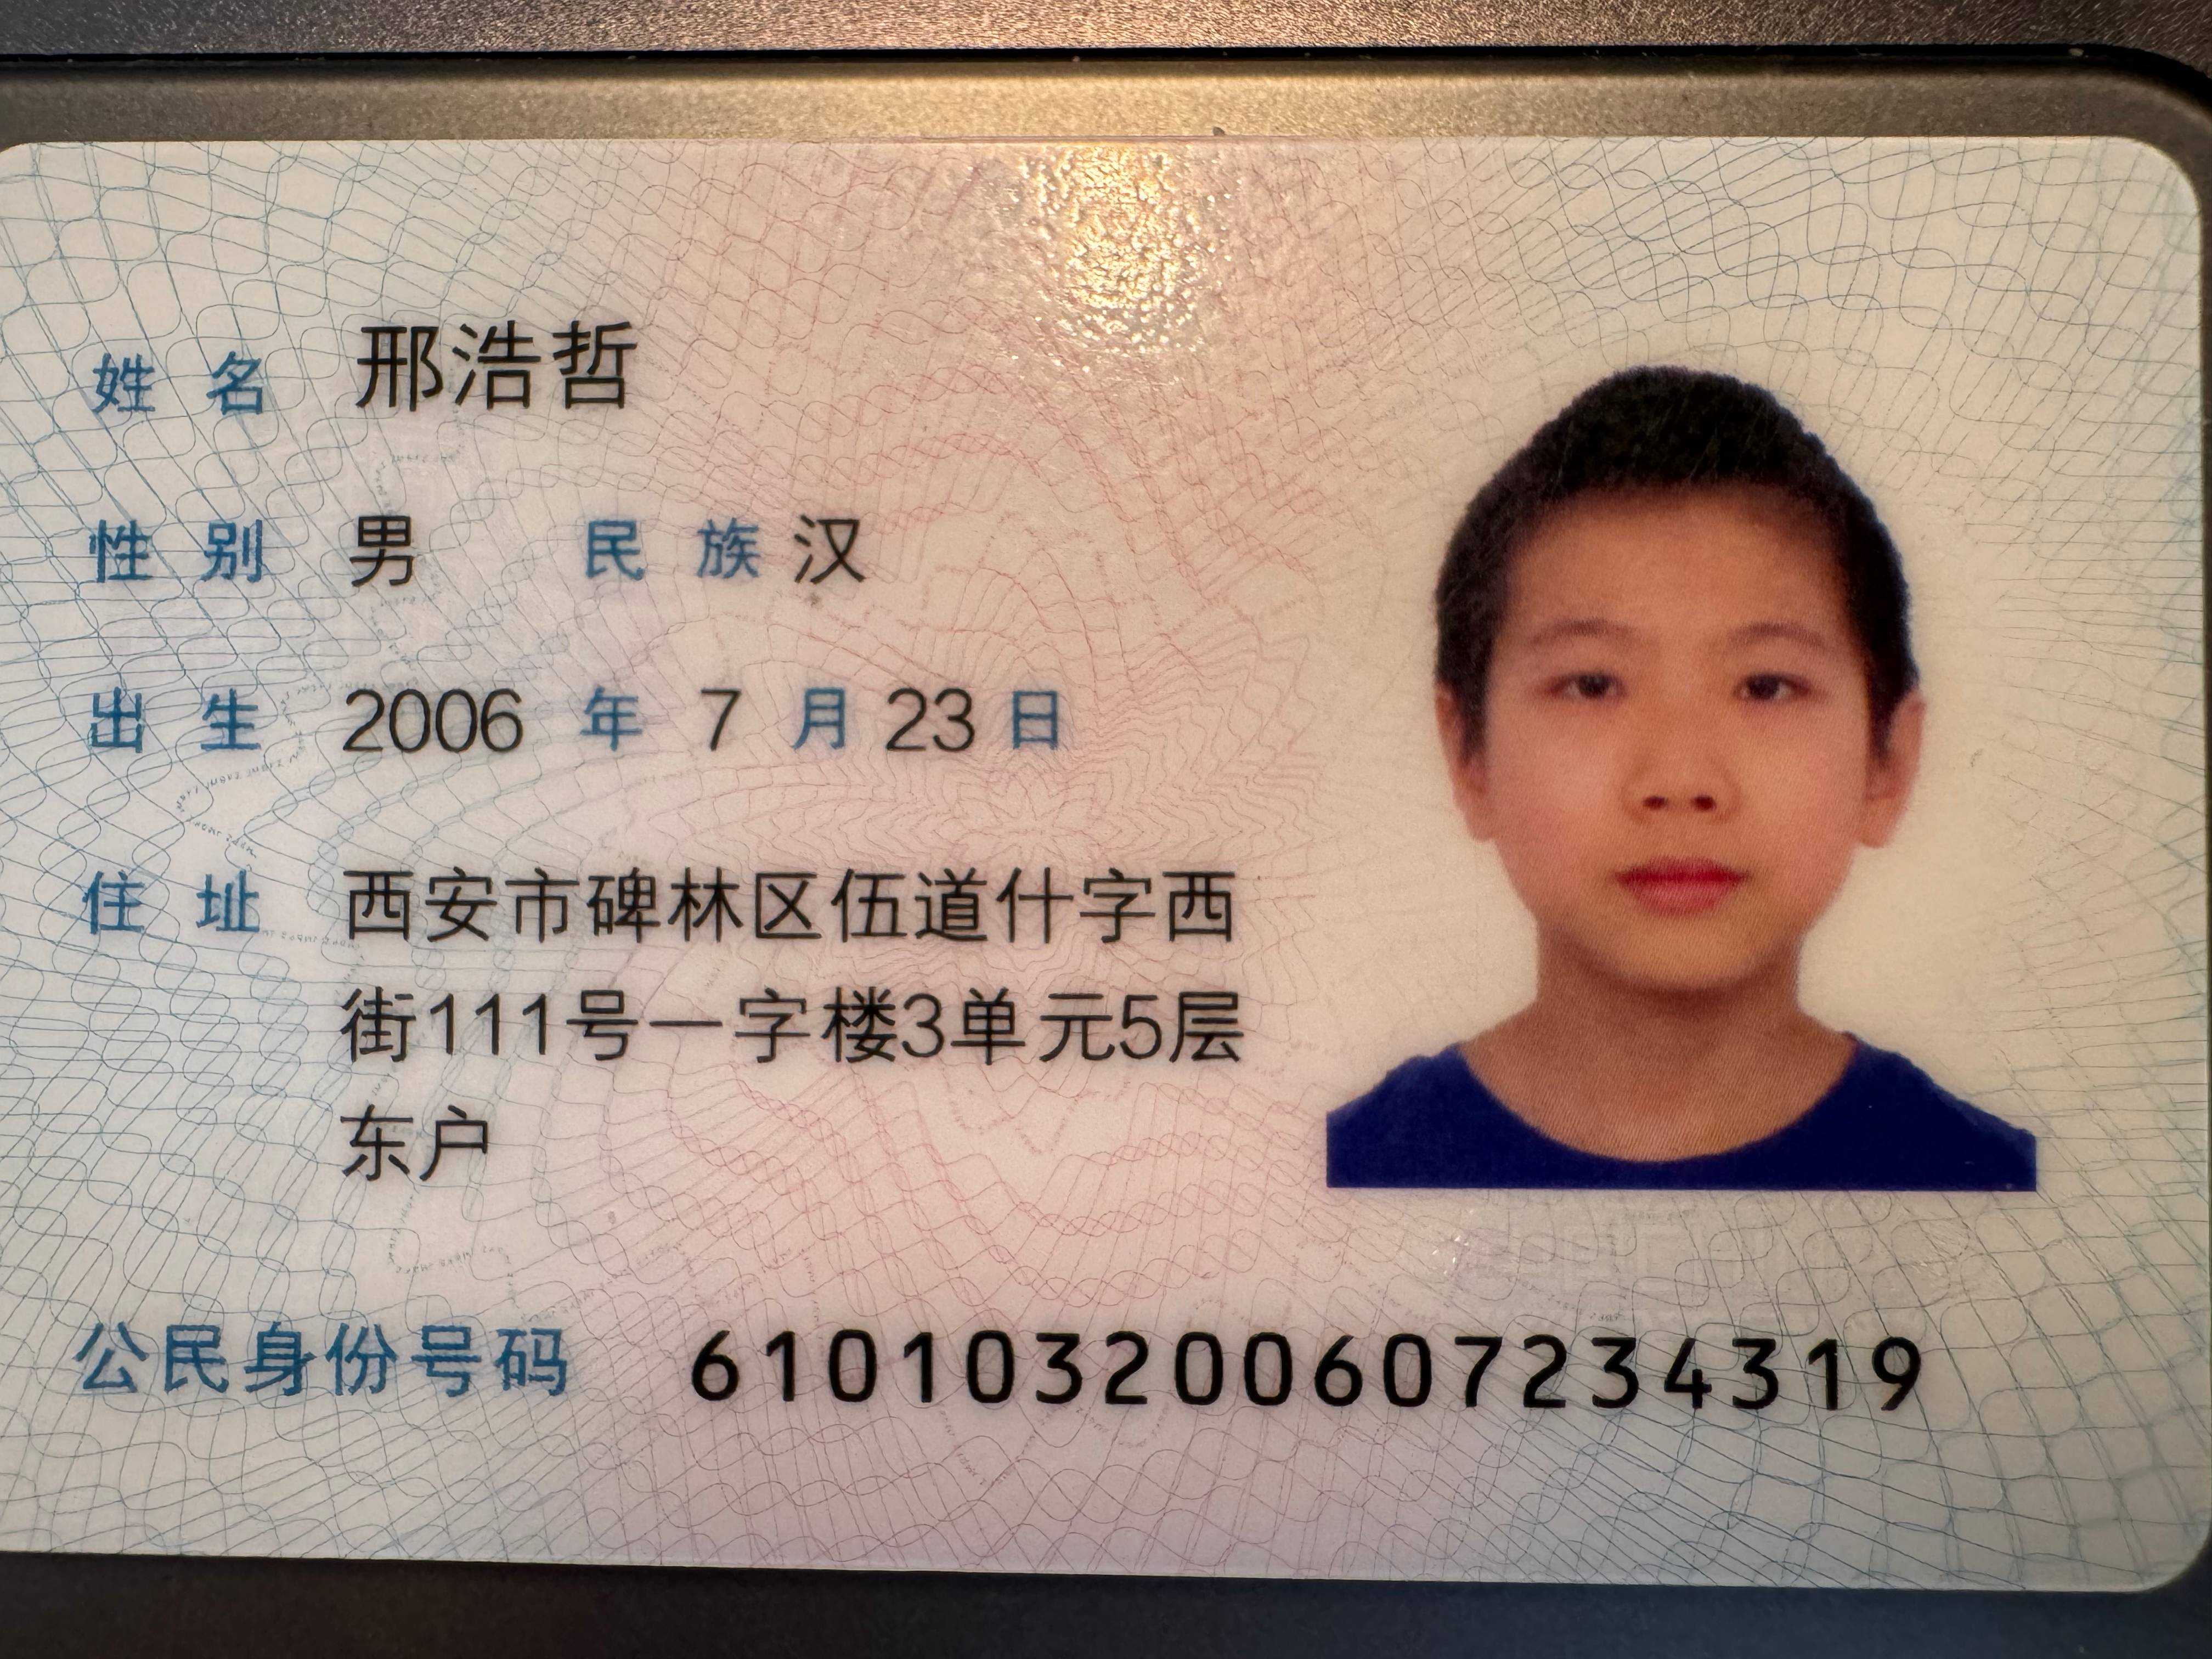 姓名 邢浩哲
性别 男 民族 汉
出生 2006 年 7 月 23 日
住址 西安市碑林区伍道什字西
街111号一字楼3单元5层
东户
公民身份号码 610103200607234319